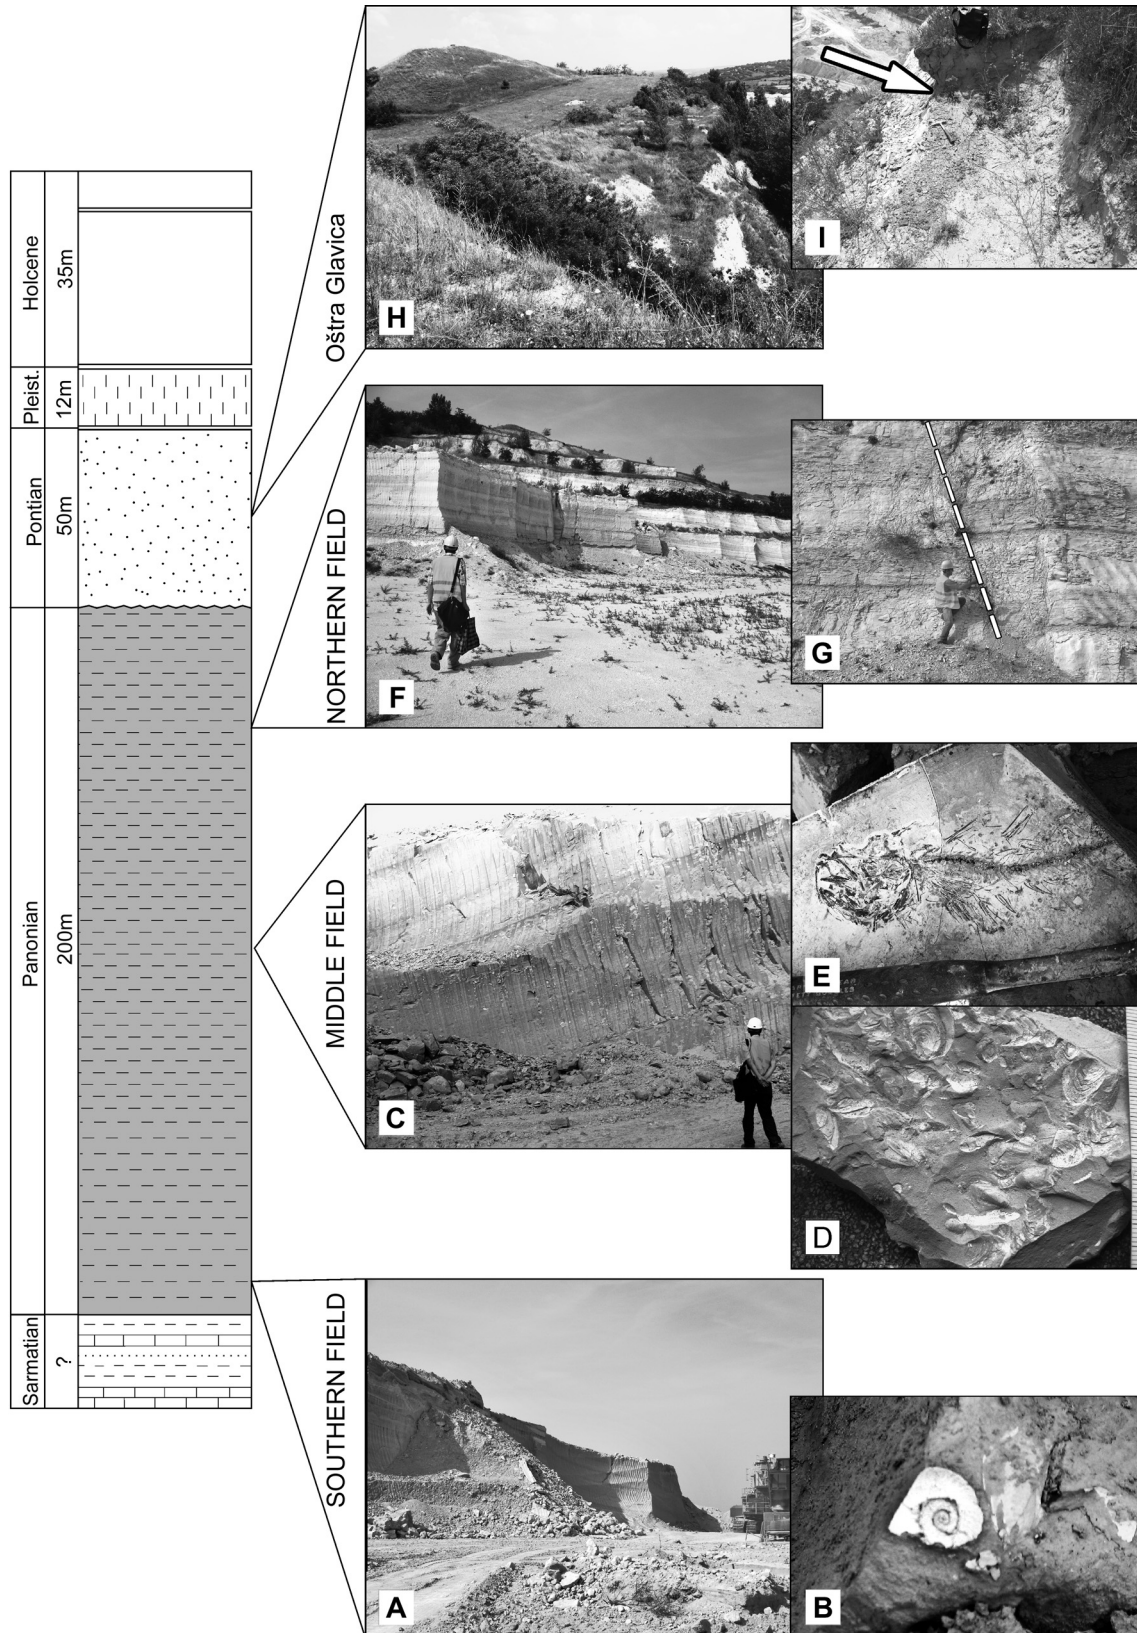 Holcene
35m
Pleist.
12m
Pontian
50m
Panonian
200m
Sarmatian
?
Oštra Glavica
H
I
NORTHERN FIELD
F
G
MIDDLE FIELD
C
E
D
SOUTHERN FIELD
A
B